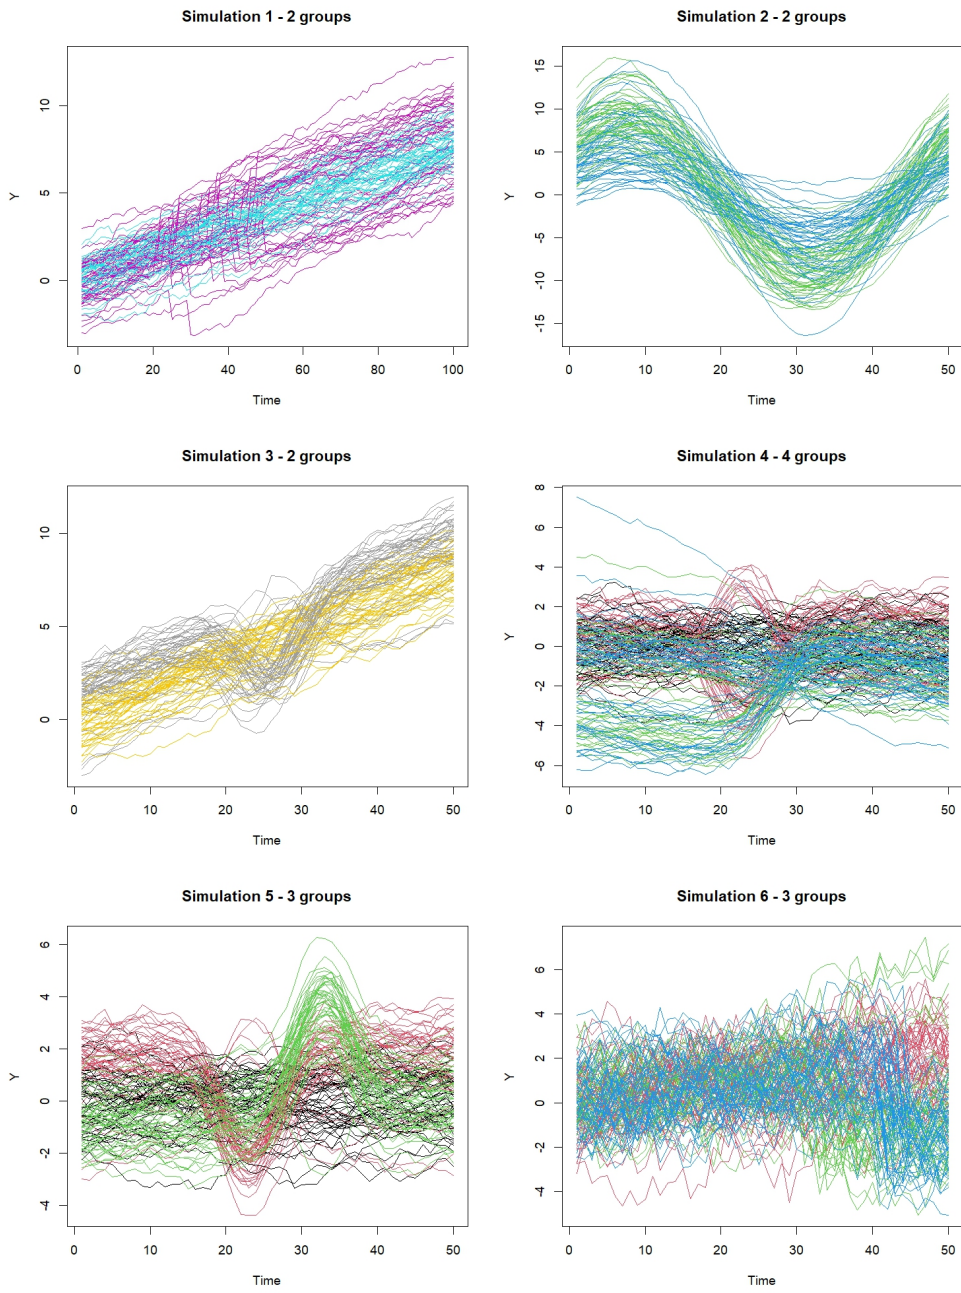 Simulation 1 - 2 groups
Y
10
5
0
0 20 40 60 80 100
Time
Simulation 2 - 2 groups
Y
15
10
5
0
-5
-10
-15
0 10 20 30 40 50
Time
Simulation 3 - 2 groups
Y
10
5
0
0 10 20 30 40 50
Time
Simulation 4 - 4 groups
Y
8
6
4
2
0
-2
-4
-6
0 10 20 30 40 50
Time
Simulation 5 - 3 groups
Y
6
4
2
0
-2
-4
0 10 20 30 40 50
Time
Simulation 6 - 3 groups
Y
6
4
2
0
-2
-4
0 10 20 30 40 50
Time